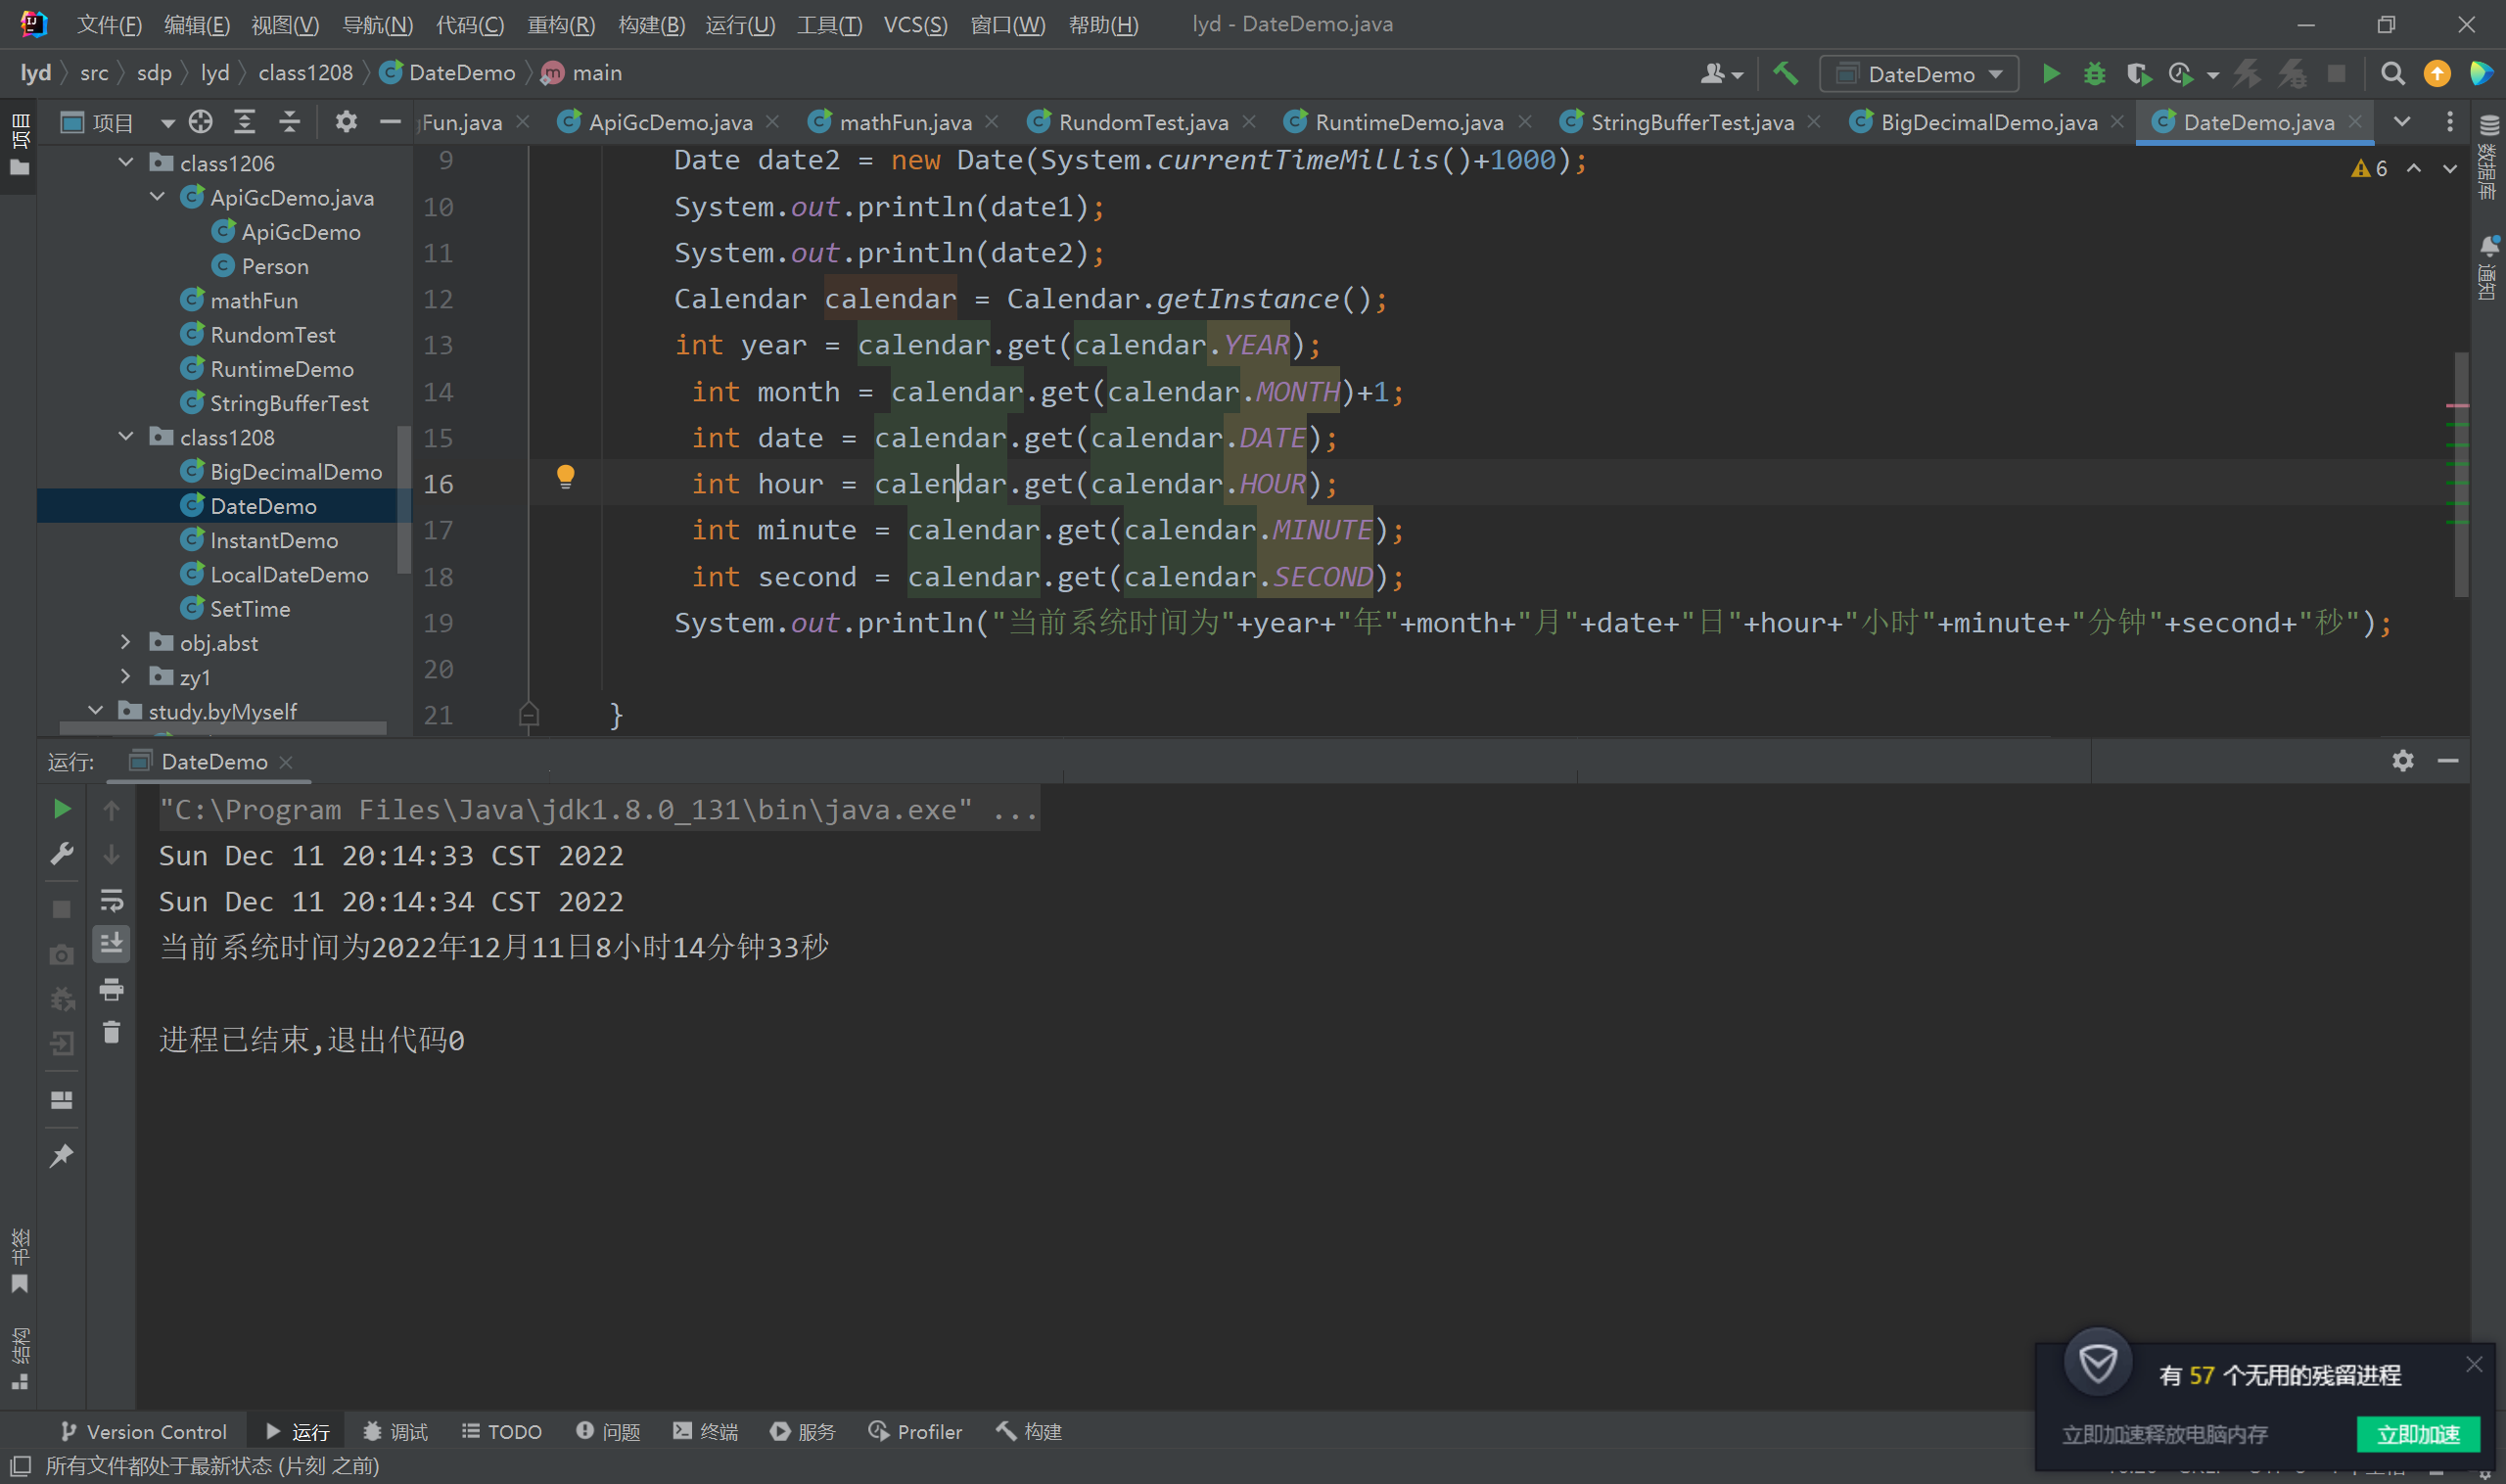 文件(F) 编辑(E) 视图(V) 导航(N) 代码(C) 重构(R) 构建(B) 运行(U) 工具(T) VCS(S) 窗口(W) 帮助(H) lyd - DateDemo.java
lyd src sdp lyd class1208 DateDemo main DateDemo
项目 Fun.java ApiGcDemo.java mathFun.java RundomTest.java RuntimeDemo.java StringBufferTest.java BigDecimalDemo.java DateDemo.java
项目
数据库
通知
class1206
ApiGcDemo.java
ApiGcDemo
Person
mathFun
RundomTest
RuntimeDemo
StringBufferTest
class1208
BigDecimalDemo
DateDemo
InstantDemo
LocalDateDemo
SetTime
obj.abst
zy1
study.byMyself
6
9 Date date2 = new Date(System.currentTimeMillis()+1000);
10 System.out.println(date1);
11 System.out.println(date2);
12 Calendar calendar = Calendar.getInstance();
13 int year = calendar.get(calendar.YEAR);
14 int month = calendar.get(calendar.MONTH)+1;
15 int date = calendar.get(calendar.DATE);
16 int hour = calendar.get(calendar.HOUR);
17 int minute = calendar.get(calendar.MINUTE);
18 int second = calendar.get(calendar.SECOND);
19 System.out.println("当前系统时间为"+year+"年"+month+"月"+date+"日"+hour+"小时"+minute+"分钟"+second+"秒");
20
21 }
运行: DateDemo
"C:\Program Files\Java\jdk1.8.0_131\bin\java.exe" ...
Sun Dec 11 20:14:33 CST 2022
Sun Dec 11 20:14:34 CST 2022
当前系统时间为2022年12月11日8小时14分钟33秒
进程已结束,退出代码0
书签
结构
有 57 个无用的残留进程
立即加速释放电脑内存 立即加速
Version Control 运行 调试 TODO 问题 终端 服务 Profiler 构建
所有文件都处于最新状态 (片刻 之前)